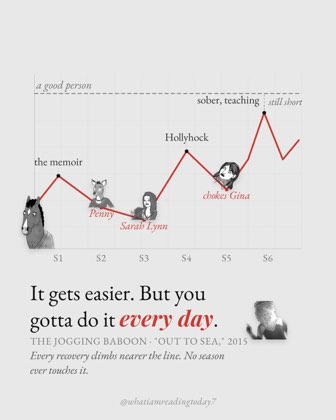 a good person
sober, teaching
still short
Hollyhock
the memoir
chokes Gina
Penny
Sarah Lynn
S1 S2 S3 S4 S5 S6
It gets easier. But you
gotta do it every day.
THE JOGGING BABOON · "OUT TO SEA," 2015
Every recovery climbs nearer the line. No season
ever touches it.
@whatiamreadingtoday7